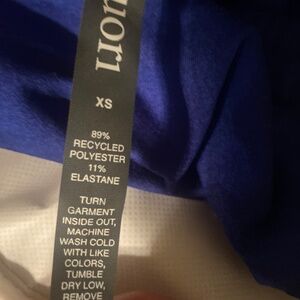 uori
XS
89%
RECYCLED
POLYESTER
11%
ELASTANE
TURN
GARMENT
INSIDE OUT,
MACHINE
WASH COLD
WITH LIKE
COLORS,
TUMBLE
DRY LOW,
REMOVE